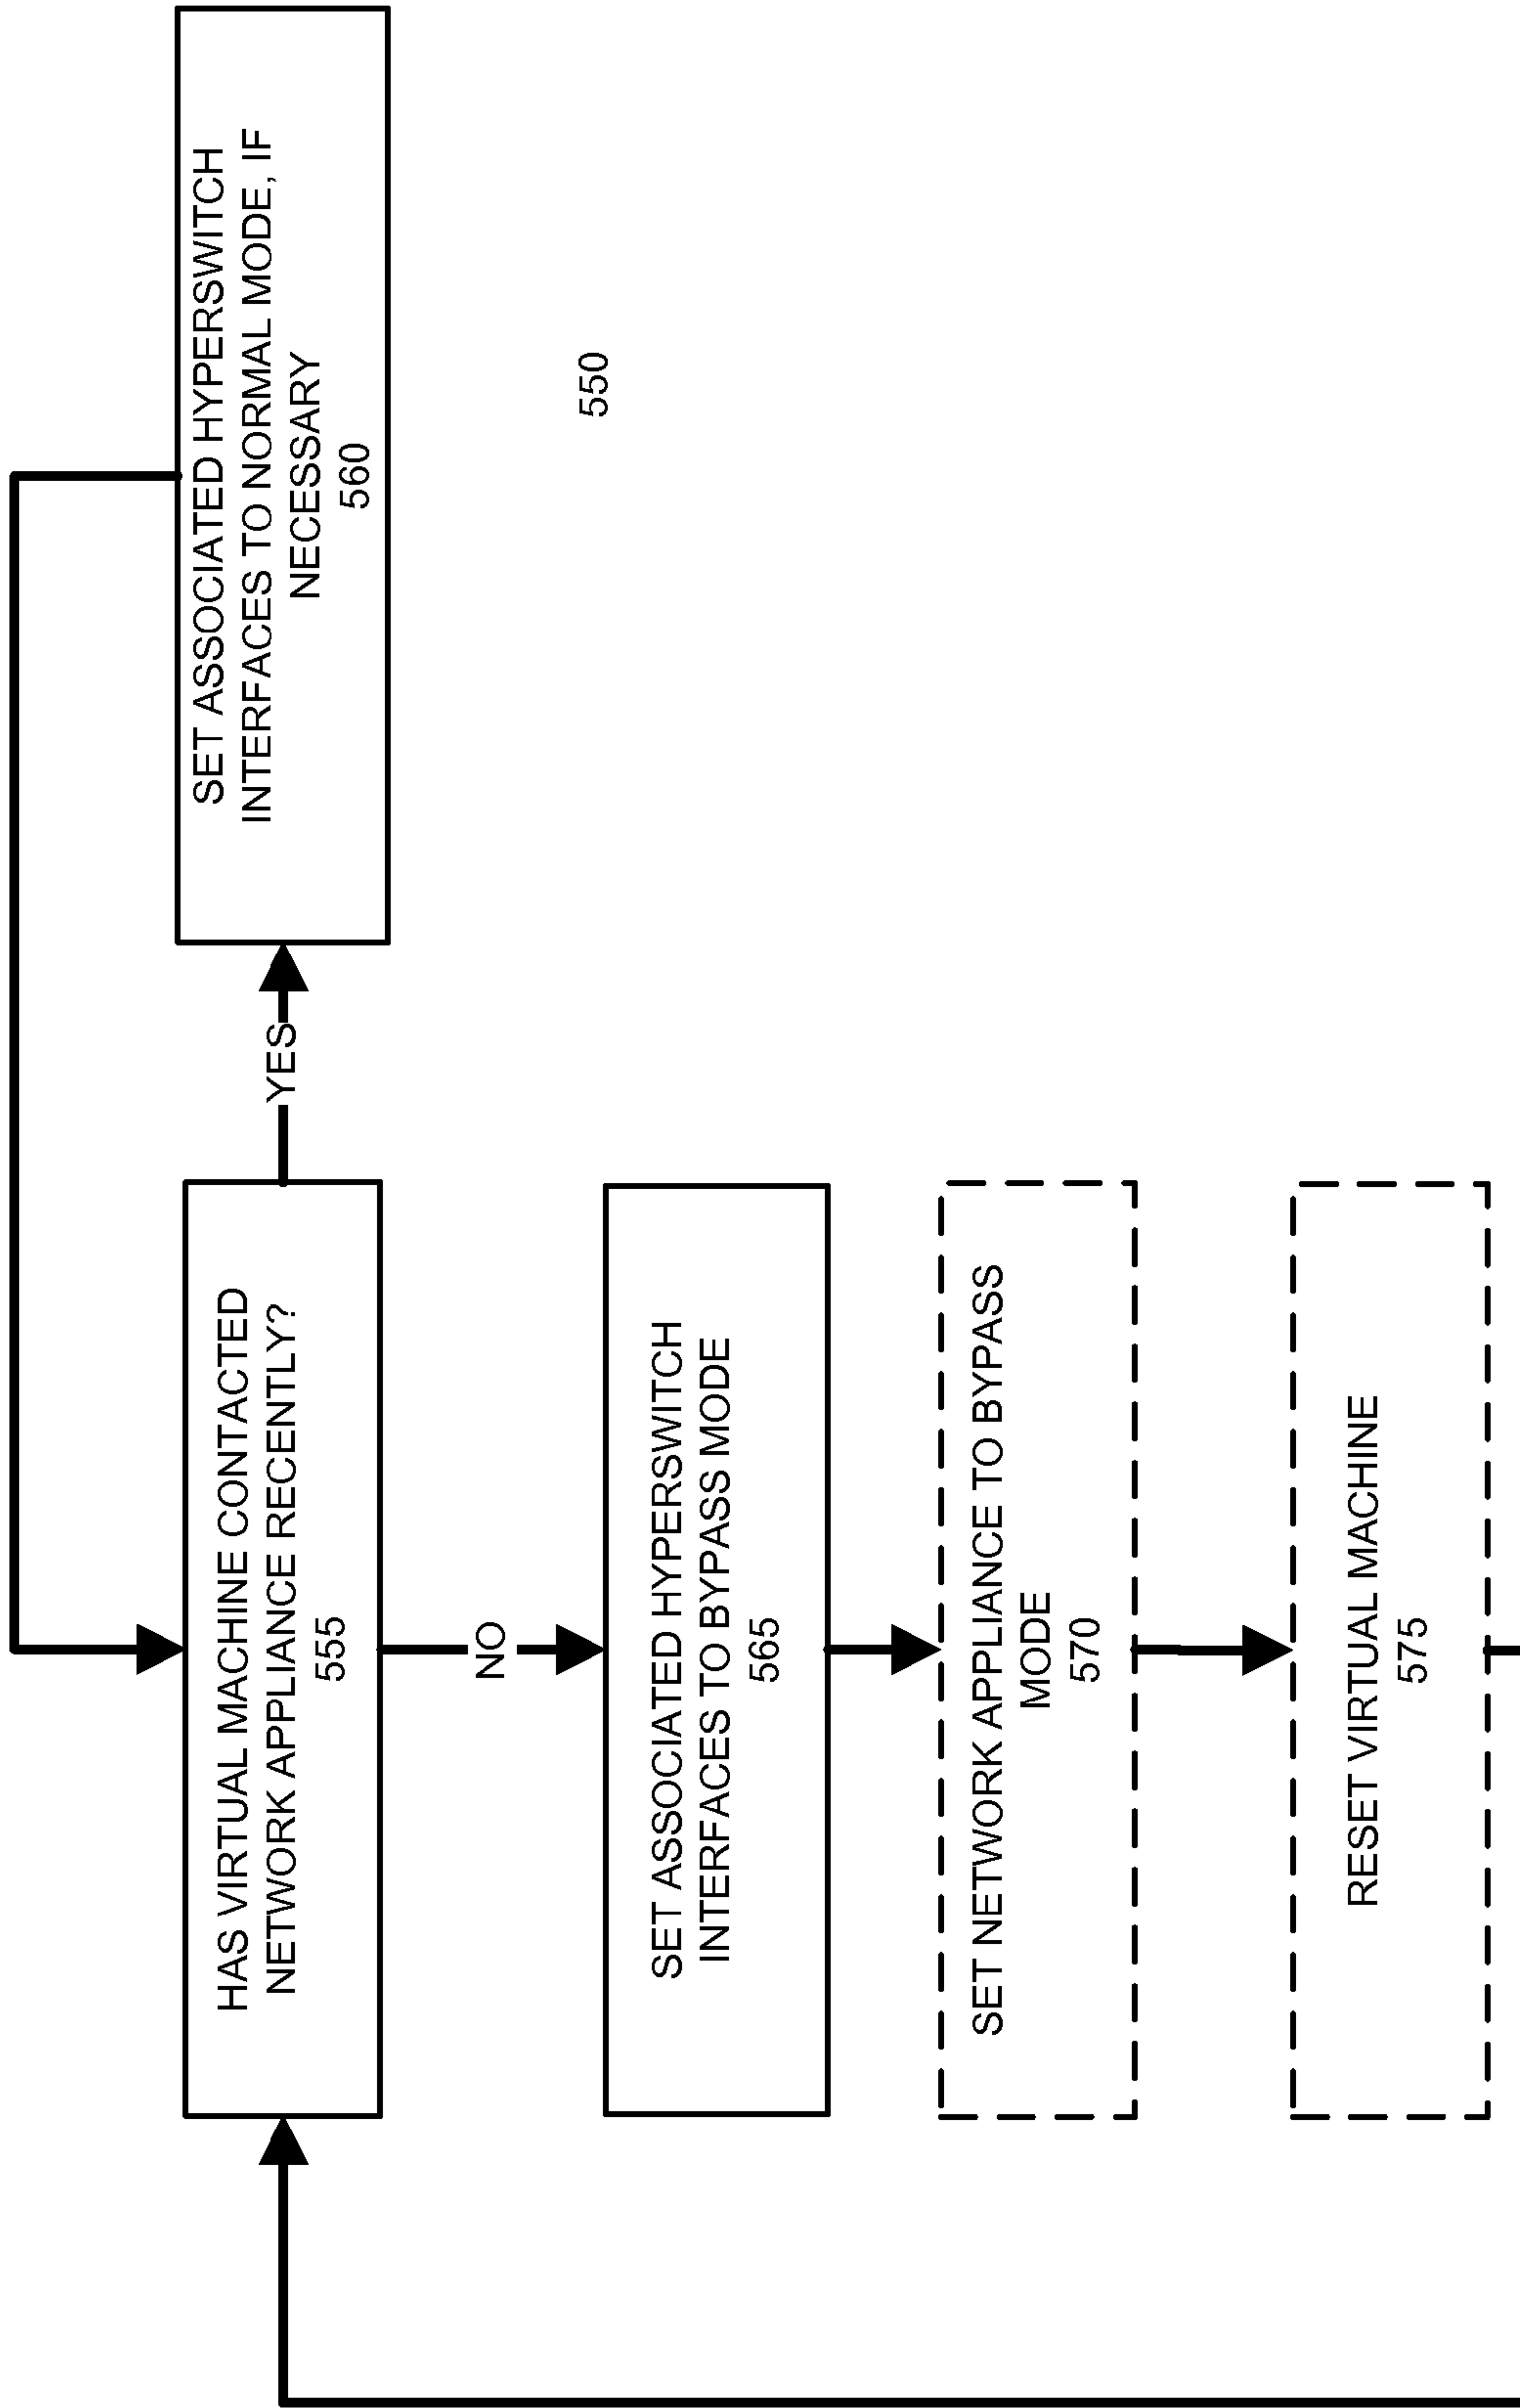 HAS VIRTUAL MACHINE CONTACTED
NETWORK APPLIANCE RECENTLY?
555
YES
SET ASSOCIATED HYPERSWITCH
INTERFACES TO NORMAL MODE, IF
NECESSARY
560
NO
550
SET ASSOCIATED HYPERSWITCH
INTERFACES TO BYPASS MODE
565
SET NETWORK APPLIANCE TO BYPASS
MODE
570
RESET VIRTUAL MACHINE
575